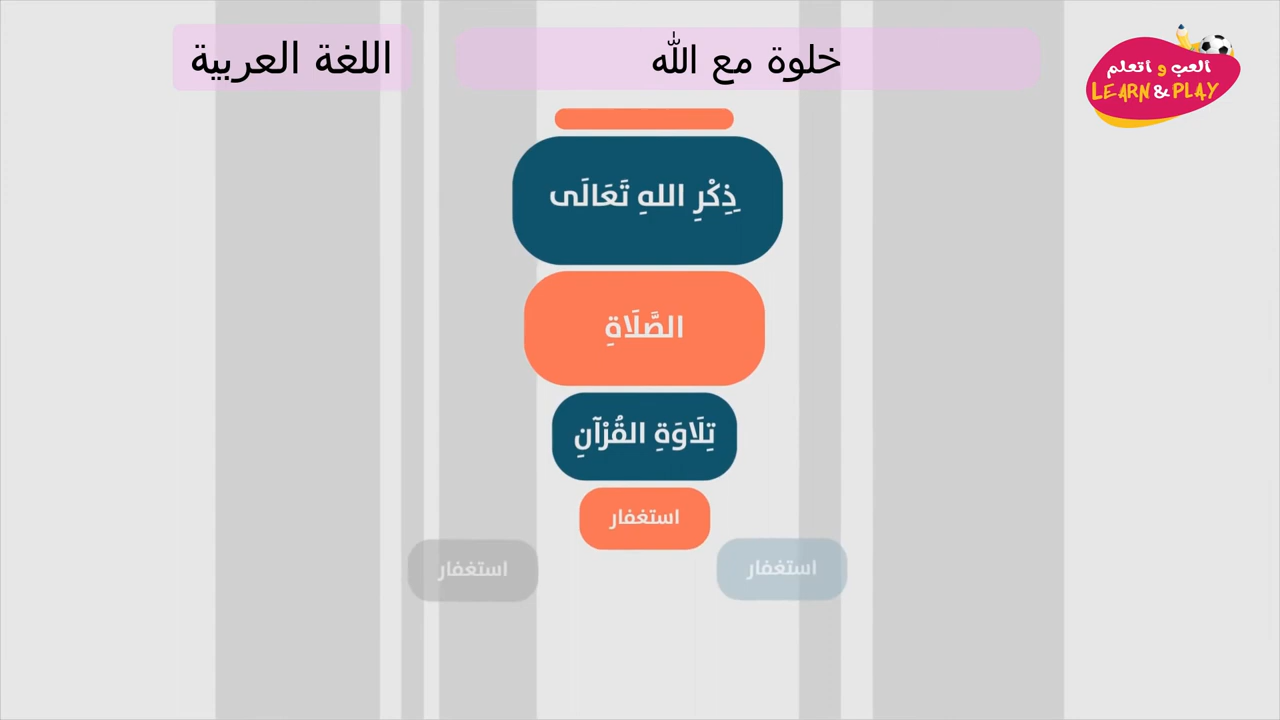 خلوة مع الله
اللغة العربية
العب و اتعلم
LEARN & PLAY
ذِكْرِ اللهِ تَعَالَى
الصَّلَاةِ
تِلَاوَةِ القُرْآنِ
استغفار
استغفار
استغفار